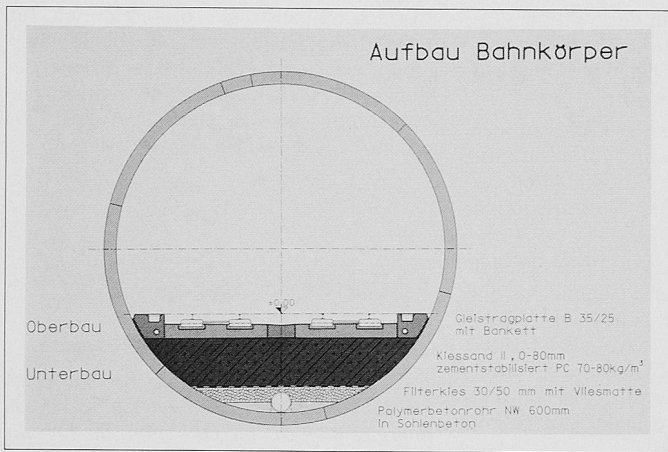 Aufbau Bahnkörper
±0.00
Oberbau
Gleistragplatte B 35/25
mit Bankett
Unterbau
Kiessand II, 0-80mm
zementstabilisiert PC 70-80kg/m³
Filterkies 30/50 mm mit Vliesmatte
Polymerbetonrohr NW 600mm
in Sohlenbeton